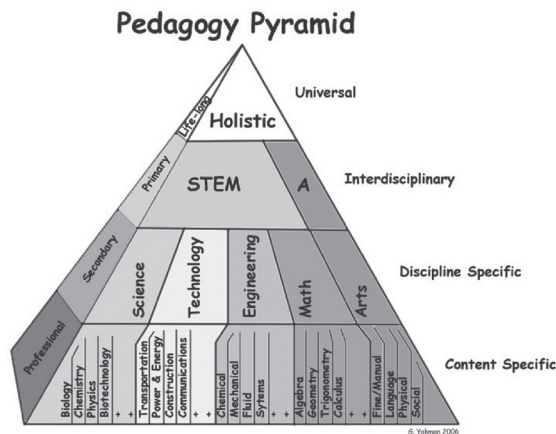 Pedagogy Pyramid
Universal
Life-long
Holistic
Primary
STEM
A
Interdisciplinary
Secondary
Science
Technology
Engineering
Math
Arts
Discipline Specific
Professional
Biology
Chemistry
Physics
Biotechnology
+
+
Transportation
Power & Energy
Construction
Communications
+
+
Chemical
Mechanical
Fluid
Sytems
+
+
Algebra
Geometry
Trigonometry
Calculus
+
+
Fine/Manual
Language
Physical
Social
Content Specific
G. Yakman 2006